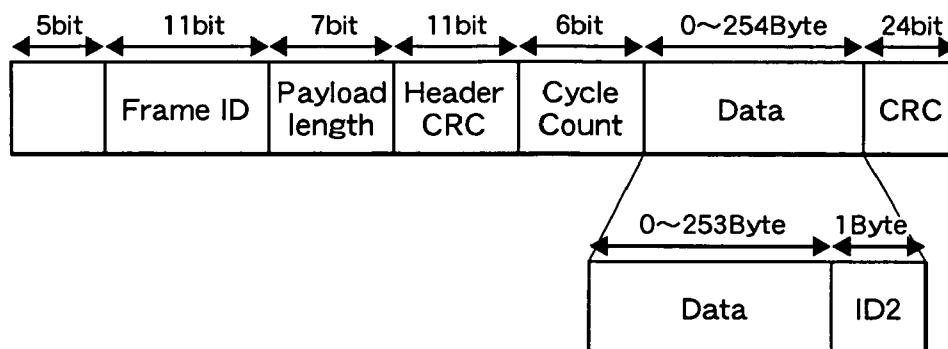 5bit 11bit 7bit 11bit 6bit 0～254Byte 24bit
Frame ID
Payload length
Header CRC
Cycle Count
Data
CRC
0～253Byte 1Byte
Data ID2